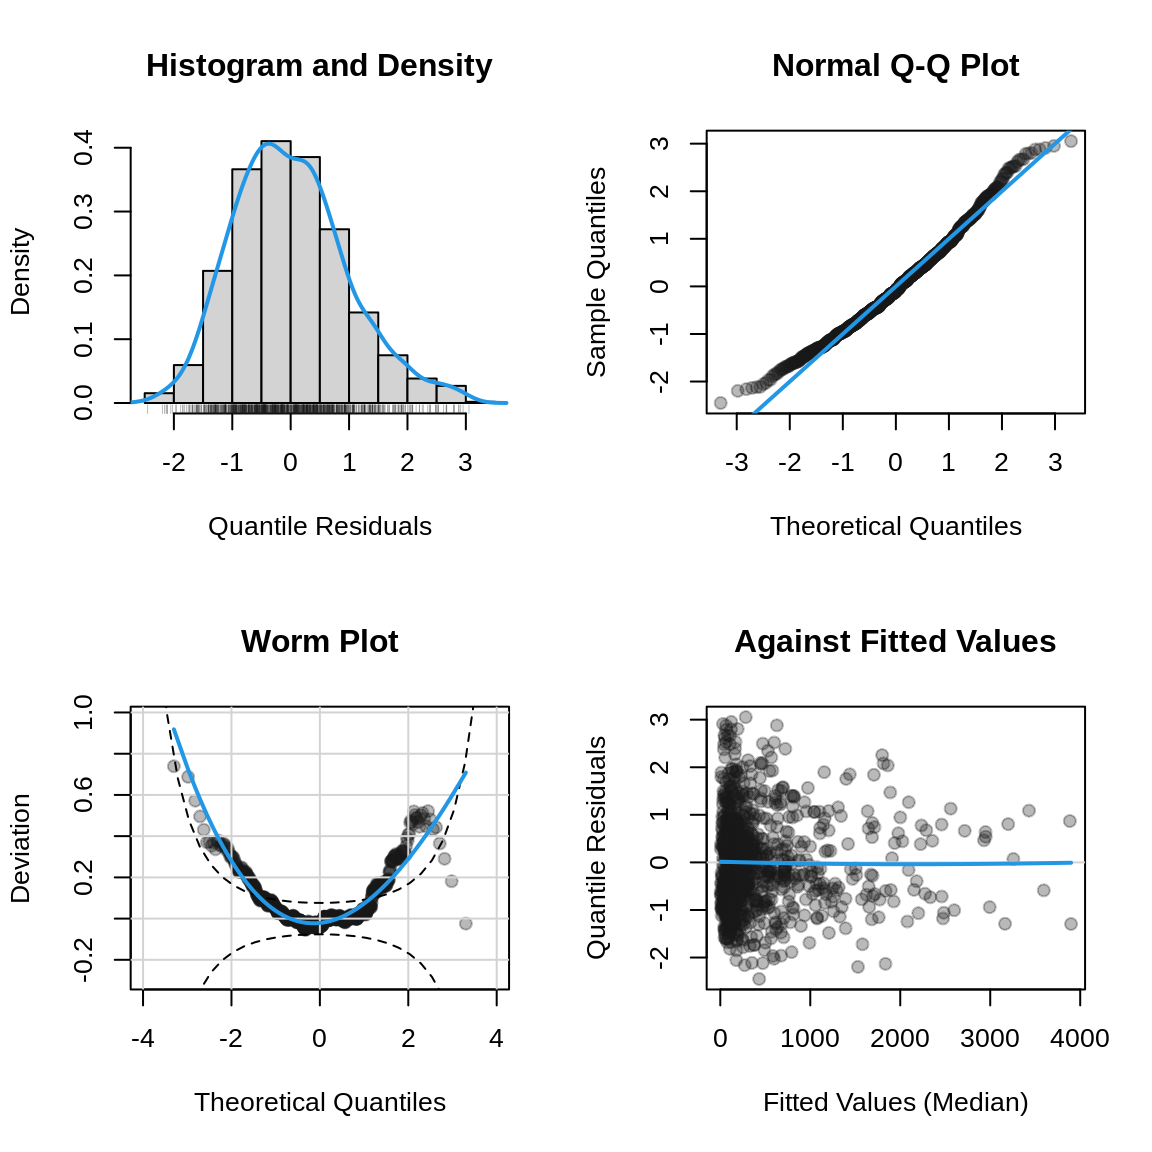 Histogram and Density
Density
0.0 0.1 0.2 0.3 0.4
-2 -1 0 1 2 3
Quantile Residuals
Normal Q-Q Plot
Sample Quantiles
-2 -1 0 1 2 3
-3 -2 -1 0 1 2 3
Theoretical Quantiles
Worm Plot
Deviation
-0.2 0.2 0.6 1.0
-4 -2 0 2 4
Theoretical Quantiles
Against Fitted Values
Quantile Residuals
-2 -1 0 1 2 3
0 1000 2000 3000 4000
Fitted Values (Median)